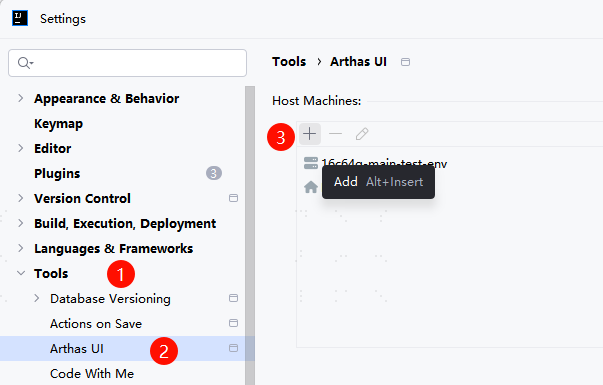 Settings
Tools › Arthas UI
Appearance & Behavior
Host Machines:
Keymap
Editor
3
Plugins 3
16c64g-main-test-env
Add Alt+Insert
Version Control
Build, Execution, Deployment
Languages & Frameworks
Tools 1
Database Versioning
Actions on Save
Arthas UI 2
Code With Me